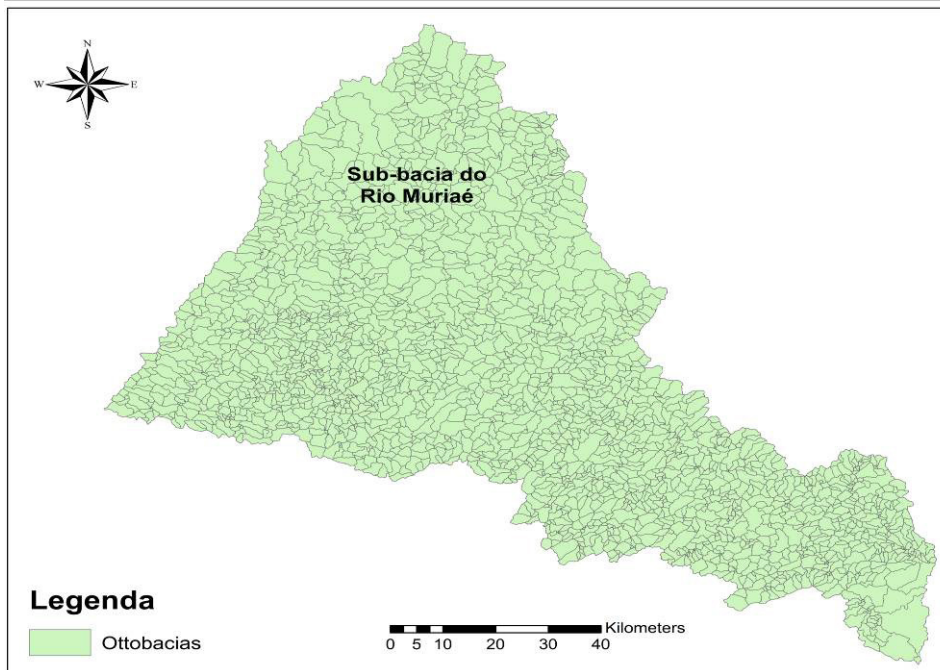 N
W E
S
Sub-bacia do
Rio Muriaé
Legenda
Ottobacias
Kilometers
0 5 10 20 30 40